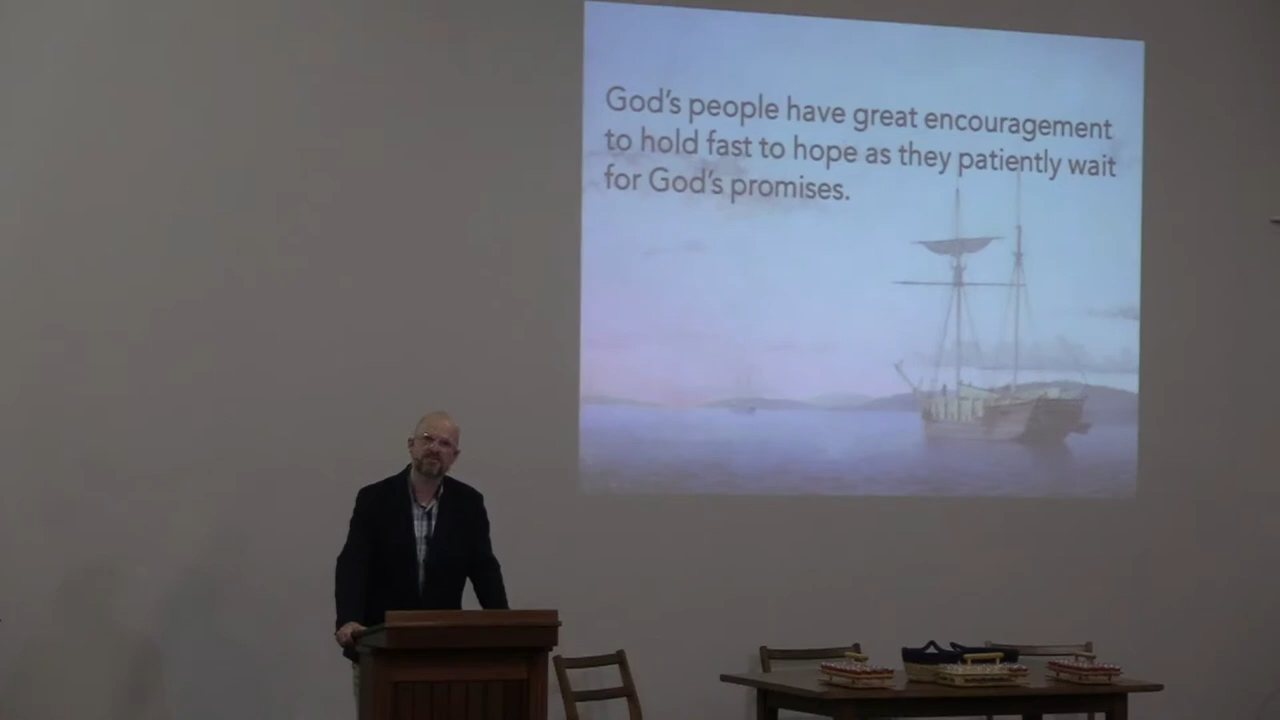 God's people have great encouragement
to hold fast to hope as they patiently wait
for God's promises.